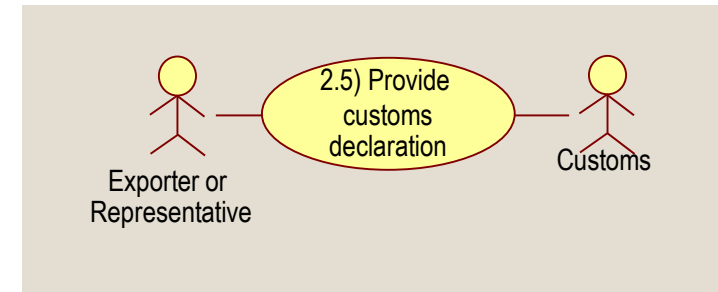 2.5) Provide
customs
declaration
Exporter or
Representative
Customs